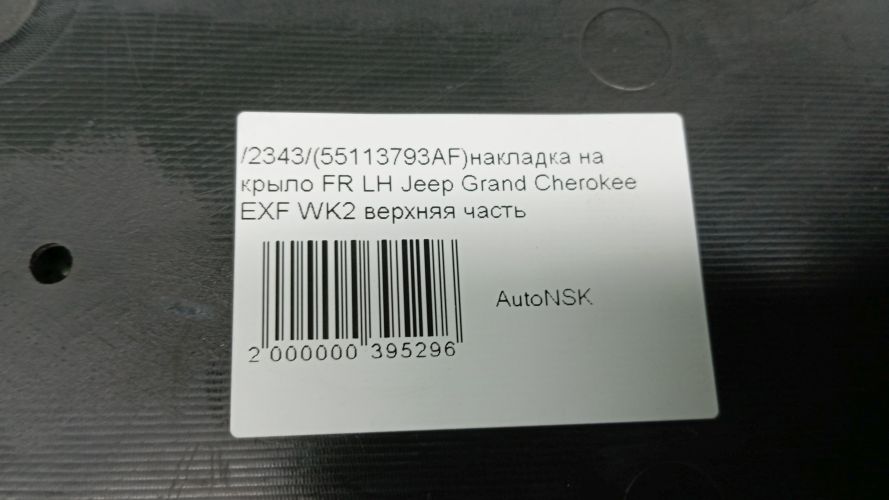 /2343/(55113793AF)накладка на
крыло FR LH Jeep Grand Cherokee
EXF WK2 верхняя часть
AutoNSK
2 000000 395296